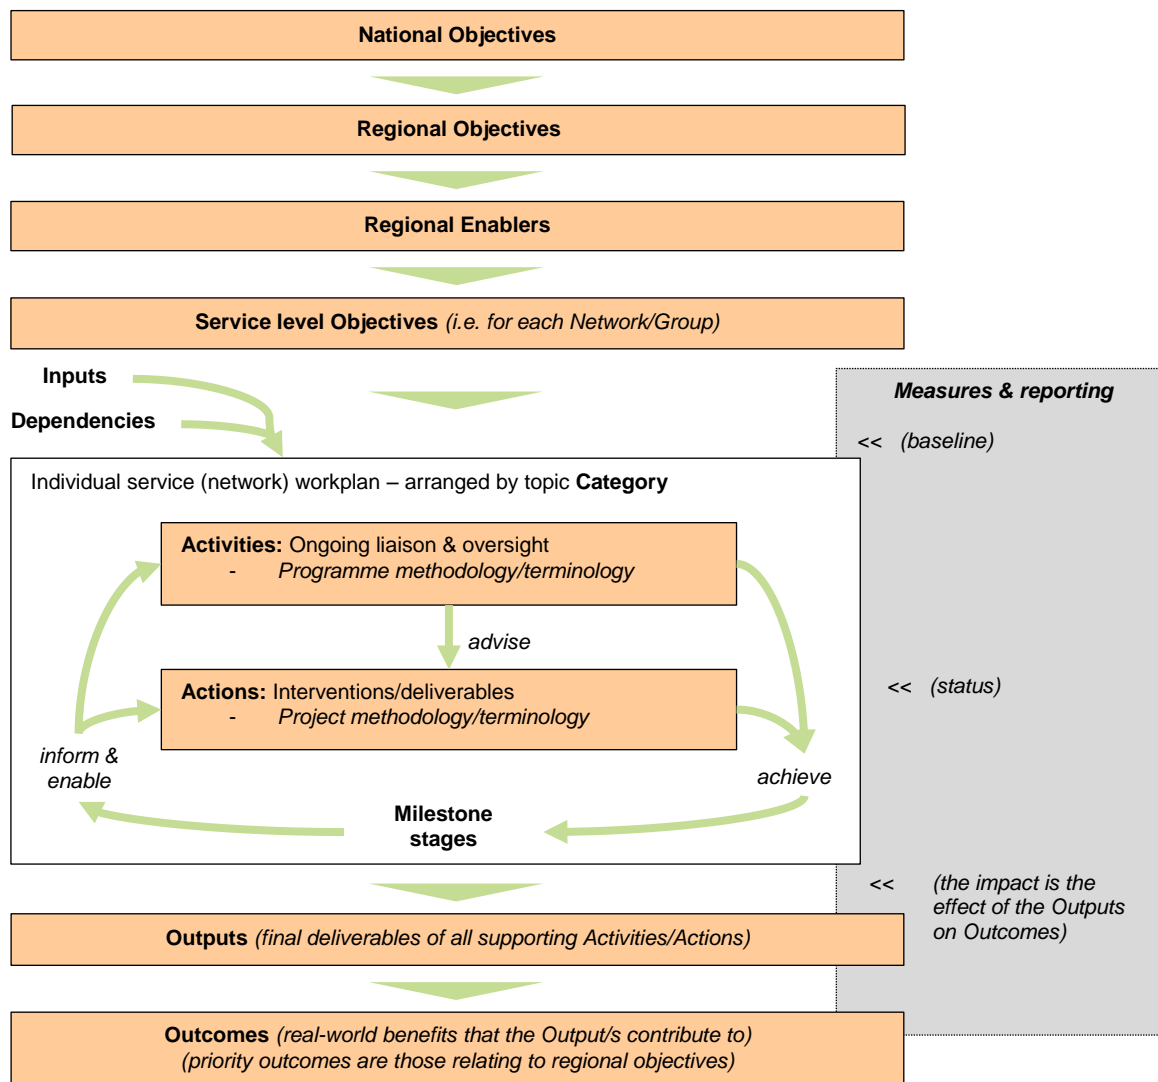 National Objectives
Regional Objectives
Regional Enablers
Service level Objectives (i.e. for each Network/Group)
Inputs
Dependencies
Measures & reporting
<< (baseline)
Individual service (network) workplan – arranged by topic Category
Activities: Ongoing liaison & oversight
- Programme methodology/terminology
advise
Actions: Interventions/deliverables
- Project methodology/terminology
<< (status)
inform &
enable
achieve
Milestone
stages
<< (the impact is the
effect of the Outputs
on Outcomes)
Outputs (final deliverables of all supporting Activities/Actions)
Outcomes (real-world benefits that the Output/s contribute to)
(priority outcomes are those relating to regional objectives)